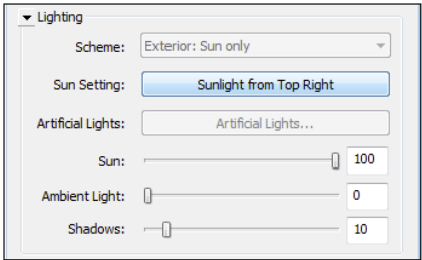 Lighting
Scheme: Exterior: Sun only
Sun Setting: Sunlight from Top Right
Artificial Lights: Artificial Lights...
Sun: 100
Ambient Light: 0
Shadows: 10